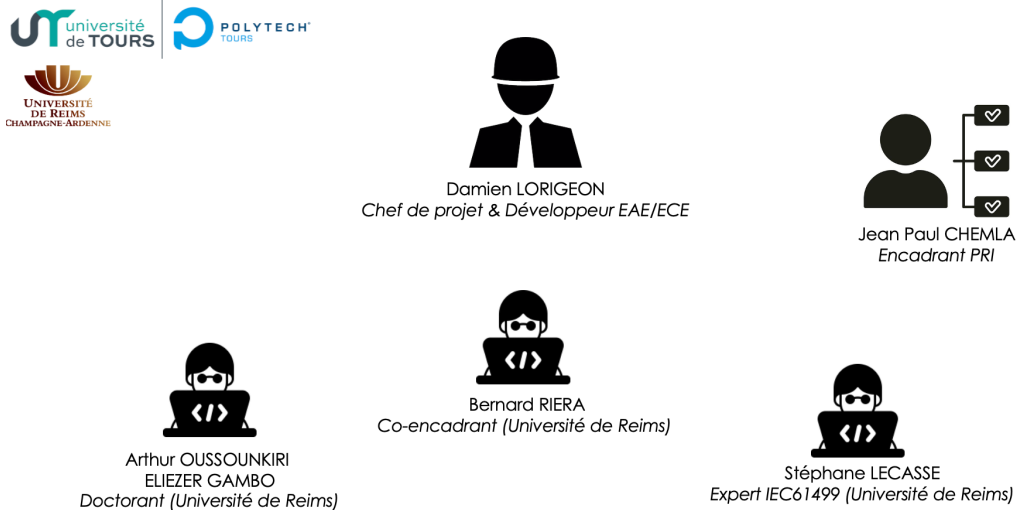 université
de TOURS
POLYTECH®
TOURS
UNIVERSITÉ
DE REIMS
CHAMPAGNE-ARDENNE
Damien LORIGEON
Chef de projet & Développeur EAE/ECE
Jean Paul CHEMLA
Encadrant PRI
</>
Bernard RIERA
Co-encadrant (Université de Reims)
</>
Arthur OUSSOUNKIRI
ELIEZER GAMBO
Doctorant (Université de Reims)
</>
Stéphane LECASSE
Expert IEC61499 (Université de Reims)